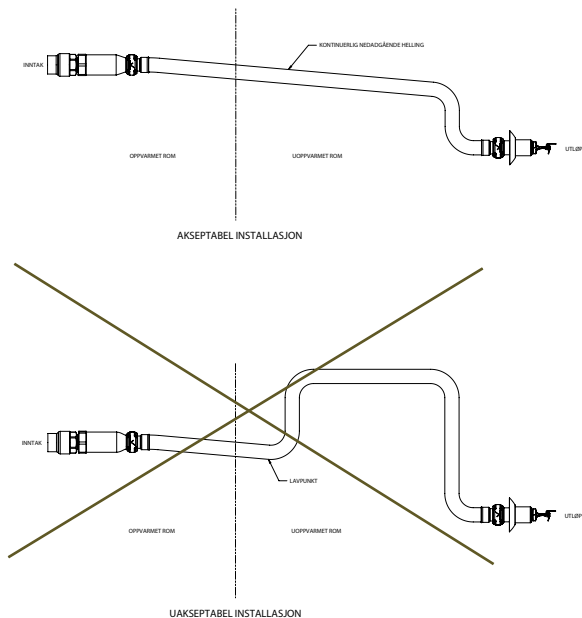 KONTINUERLIG NEDADGÅENDE HELLING
INNTAK
UTLØP
OPPVARMET ROM
UOPPVARMET ROM
AKSEPTABEL INSTALLASJON
INNTAK
LAVPUNKT
UTLØP
OPPVARMET ROM
UOPPVARMET ROM
UAKSEPTABEL INSTALLASJON